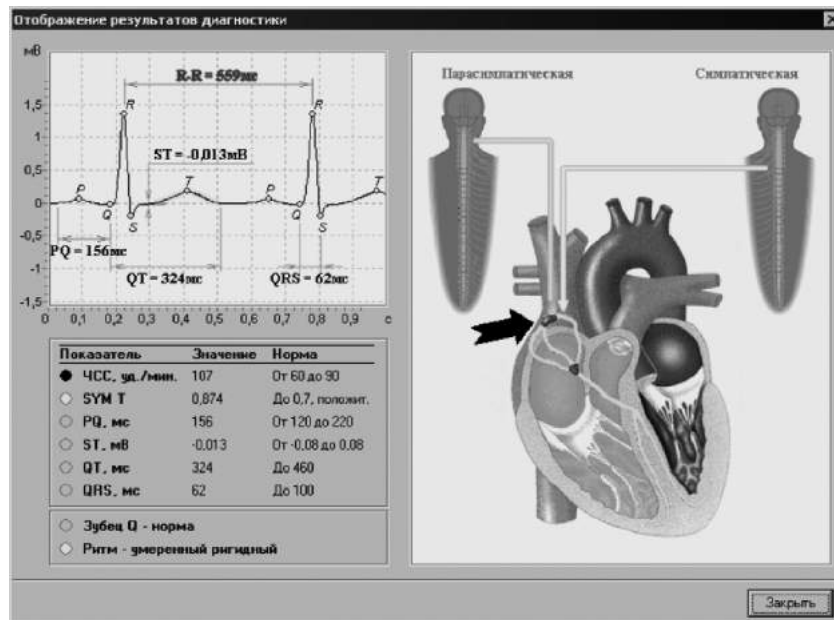 Отображение результатов диагностики
мВ
R-R = 559мс
R R
1,5
1
0,5
0
-0,5
-1
-1,5
ST = -0,013мВ
P T P T
Q S Q S
PQ = 156мс
QT = 324мс
QRS = 62мс
0 0,1 0,2 0,3 0,4 0,5 0,6 0,7 0,8 0,9 с
Показатель Значение Норма
ЧСС, уд./мин. 107 От 60 до 90
SYM T 0,874 До 0,7, положит.
PQ, мс 156 От 120 до 220
ST, мВ -0,013 От -0,08 до 0,08
QT, мс 324 До 460
QRS, мс 62 До 100
Зубец Q - норма
Ритм - умеренный ригидный
Парасимпатическая
Симпатическая
Закрыть